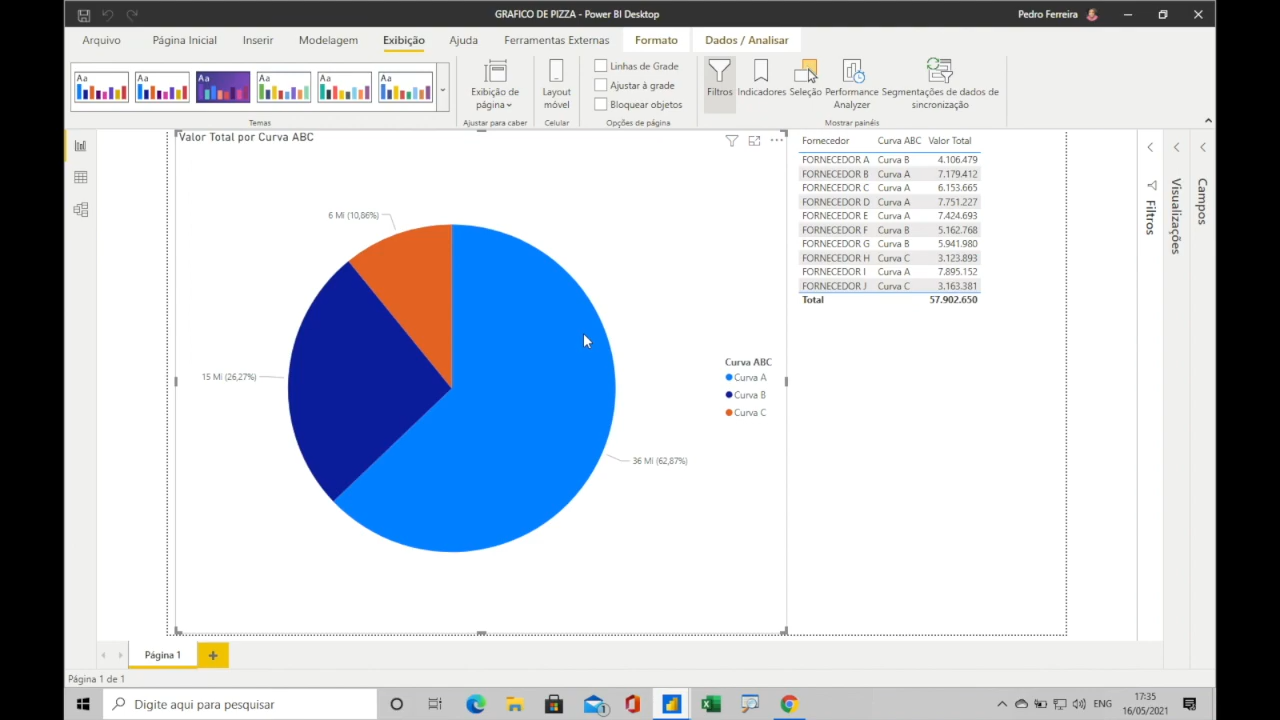 GRAFICO DE PIZZA - Power BI Desktop
Pedro Ferreira
Arquivo Página Inicial Inserir Modelagem Exibição Ajuda Ferramentas Externas Formato Dados / Analisar
Aa Aa Aa Aa Aa Aa
Temas
Exibição de
página
Ajustar para caber
Layout
móvel
Celular
Linhas de Grade
Ajustar à grade
Bloquear objetos
Opções de página
Filtros
Indicadores
Seleção
Performance
Analyzer
Segmentações de dados de
sincronização
Mostrar painéis
Valor Total por Curva ABC
6 Mi (10,86%)
15 Mi (26,27%)
36 Mi (62,87%)
Curva ABC
Curva A
Curva B
Curva C
Fornecedor Curva ABC Valor Total
FORNECEDOR A Curva B 4.106.479
FORNECEDOR B Curva A 7.179.412
FORNECEDOR C Curva A 6.153.665
FORNECEDOR D Curva A 7.751.227
FORNECEDOR E Curva A 7.424.693
FORNECEDOR F Curva B 5.162.768
FORNECEDOR G Curva B 5.941.980
FORNECEDOR H Curva C 3.123.893
FORNECEDOR I Curva A 7.895.152
FORNECEDOR J Curva C 3.163.381
Total 57.902.650
Filtros
Visualizações
Campos
Página 1
Página 1 de 1
Digite aqui para pesquisar
1
ENG
17:35
16/05/2021